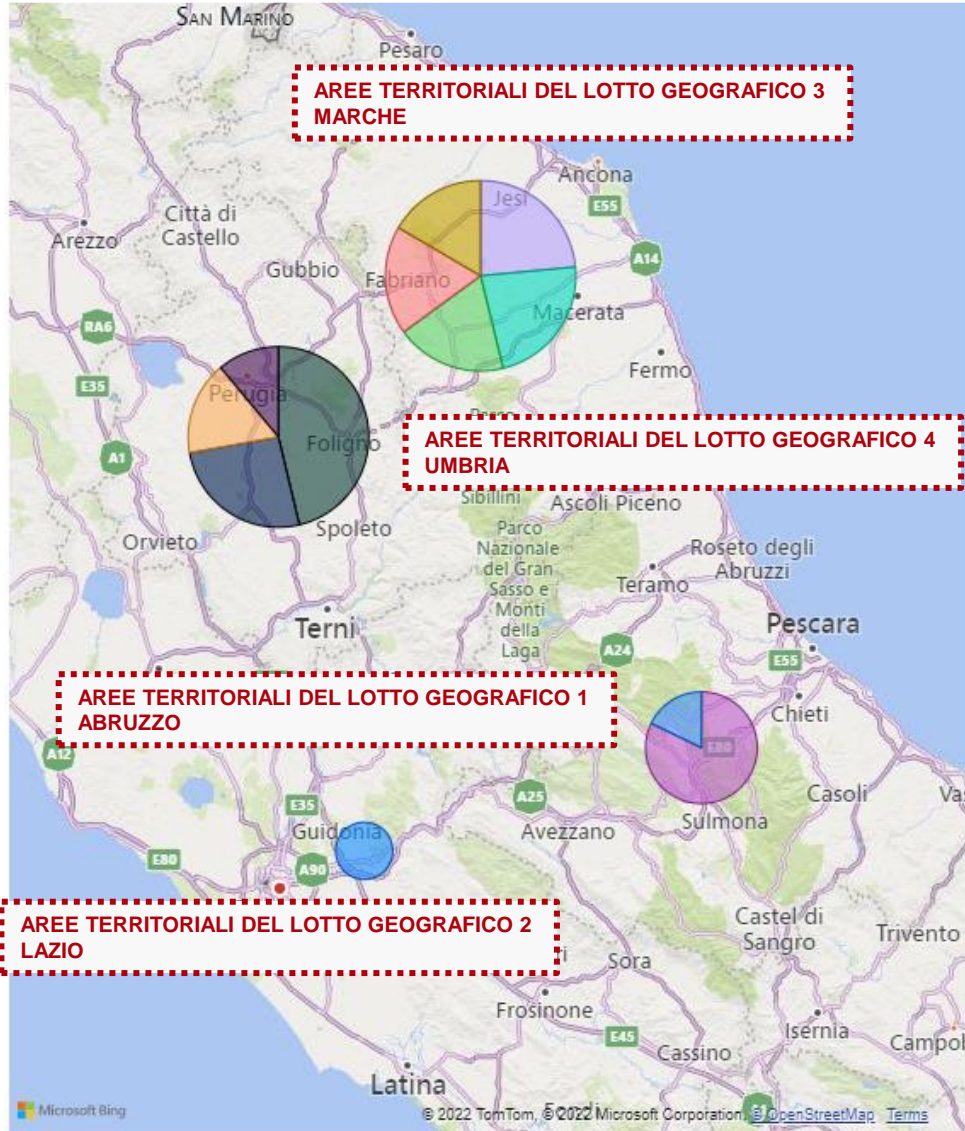 SAN MARINO
Pesaro
AREE TERRITORIALI DEL LOTTO GEOGRAFICO 3
MARCHE
Ancona
Jesi
E55
Città di
Castello
Arezzo
A14
Gubbio
Fabriano
Macerata
RA6
Fermo
E35
Perugia
Parco
AREE TERRITORIALI DEL LOTTO GEOGRAFICO 4
UMBRIA
Foligno
A1
Sibillini
Ascoli Piceno
Spoleto
Orvieto
Parco
Nazionale
del Gran
Sasso e
Monti
della
Laga
Roseto degli
Abruzzi
Teramo
Terni
Pescara
A24
E55
AREE TERRITORIALI DEL LOTTO GEOGRAFICO 1
ABRUZZO
Chieti
E80
A12
Casoli
A25
E35
Sulmona
Guidonia
Avezzano
E80
A90
AREE TERRITORIALI DEL LOTTO GEOGRAFICO 2
LAZIO
Castel di
Sangro
Trivento
Sora
Frosinone
Isernia
E45
Cassino
Latina
Microsoft Bing
© 2022 TomTom, © 2022 Microsoft Corporation, © OpenStreetMap Terms